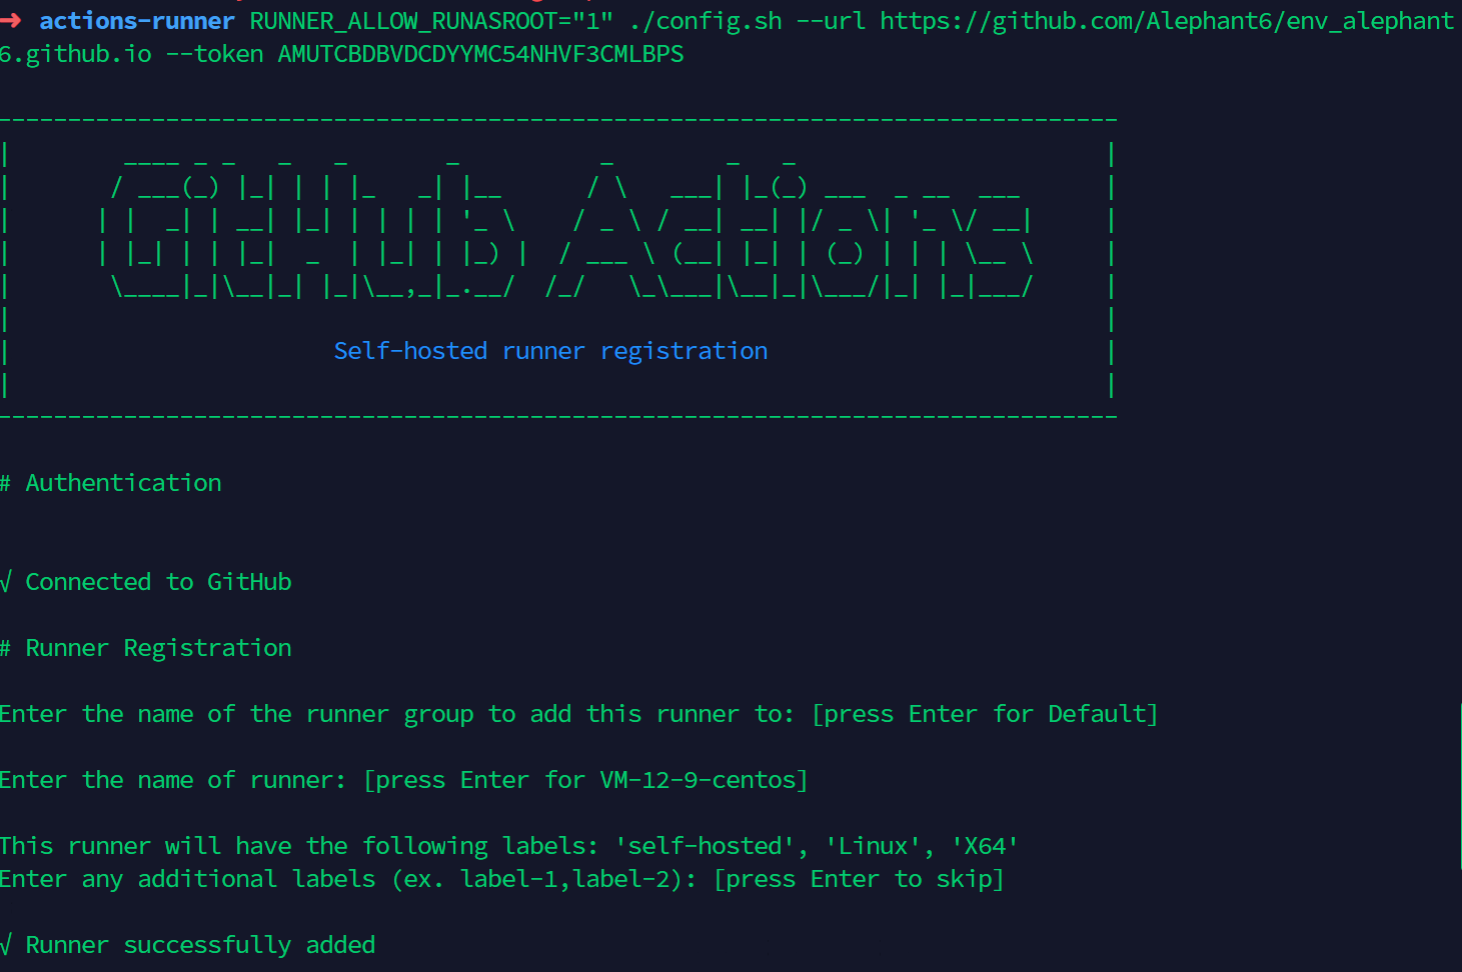 → actions-runner RUNNER_ALLOW_RUNASROOT="1" ./config.sh --url https://github.com/Alephant6/env_alephant
6.github.io --token AMUTCBDBVDCDYYMC54NHVF3CMLBPS
--------------------------------------------------------------------------------
|        ____ _ _   _   _       _          _        _   _                      |
|       / ___(_) |_| | | |_   _| |__      / \   ___| |_(_) ___  _ __  ___      |
|      | |  _| | __| |_| | | | | '_ \    / _ \ / __| __| |/ _ \| '_ \/ __|     |
|      | |_| | | |_|  _  | |_| | |_) |  / ___ \ (__| |_| | (_) | | | \__ \     |
|       \____|_|\__|_| |_|\__,_|_.__/  /_/   \_\___|\__|_|\___/|_| |_|___/     |
|                                                                              |
|                       Self-hosted runner registration                        |
|                                                                              |
--------------------------------------------------------------------------------
# Authentication
√ Connected to GitHub
# Runner Registration
Enter the name of the runner group to add this runner to: [press Enter for Default]
Enter the name of runner: [press Enter for VM-12-9-centos]
This runner will have the following labels: 'self-hosted', 'Linux', 'X64'
Enter any additional labels (ex. label-1,label-2): [press Enter to skip]
√ Runner successfully added